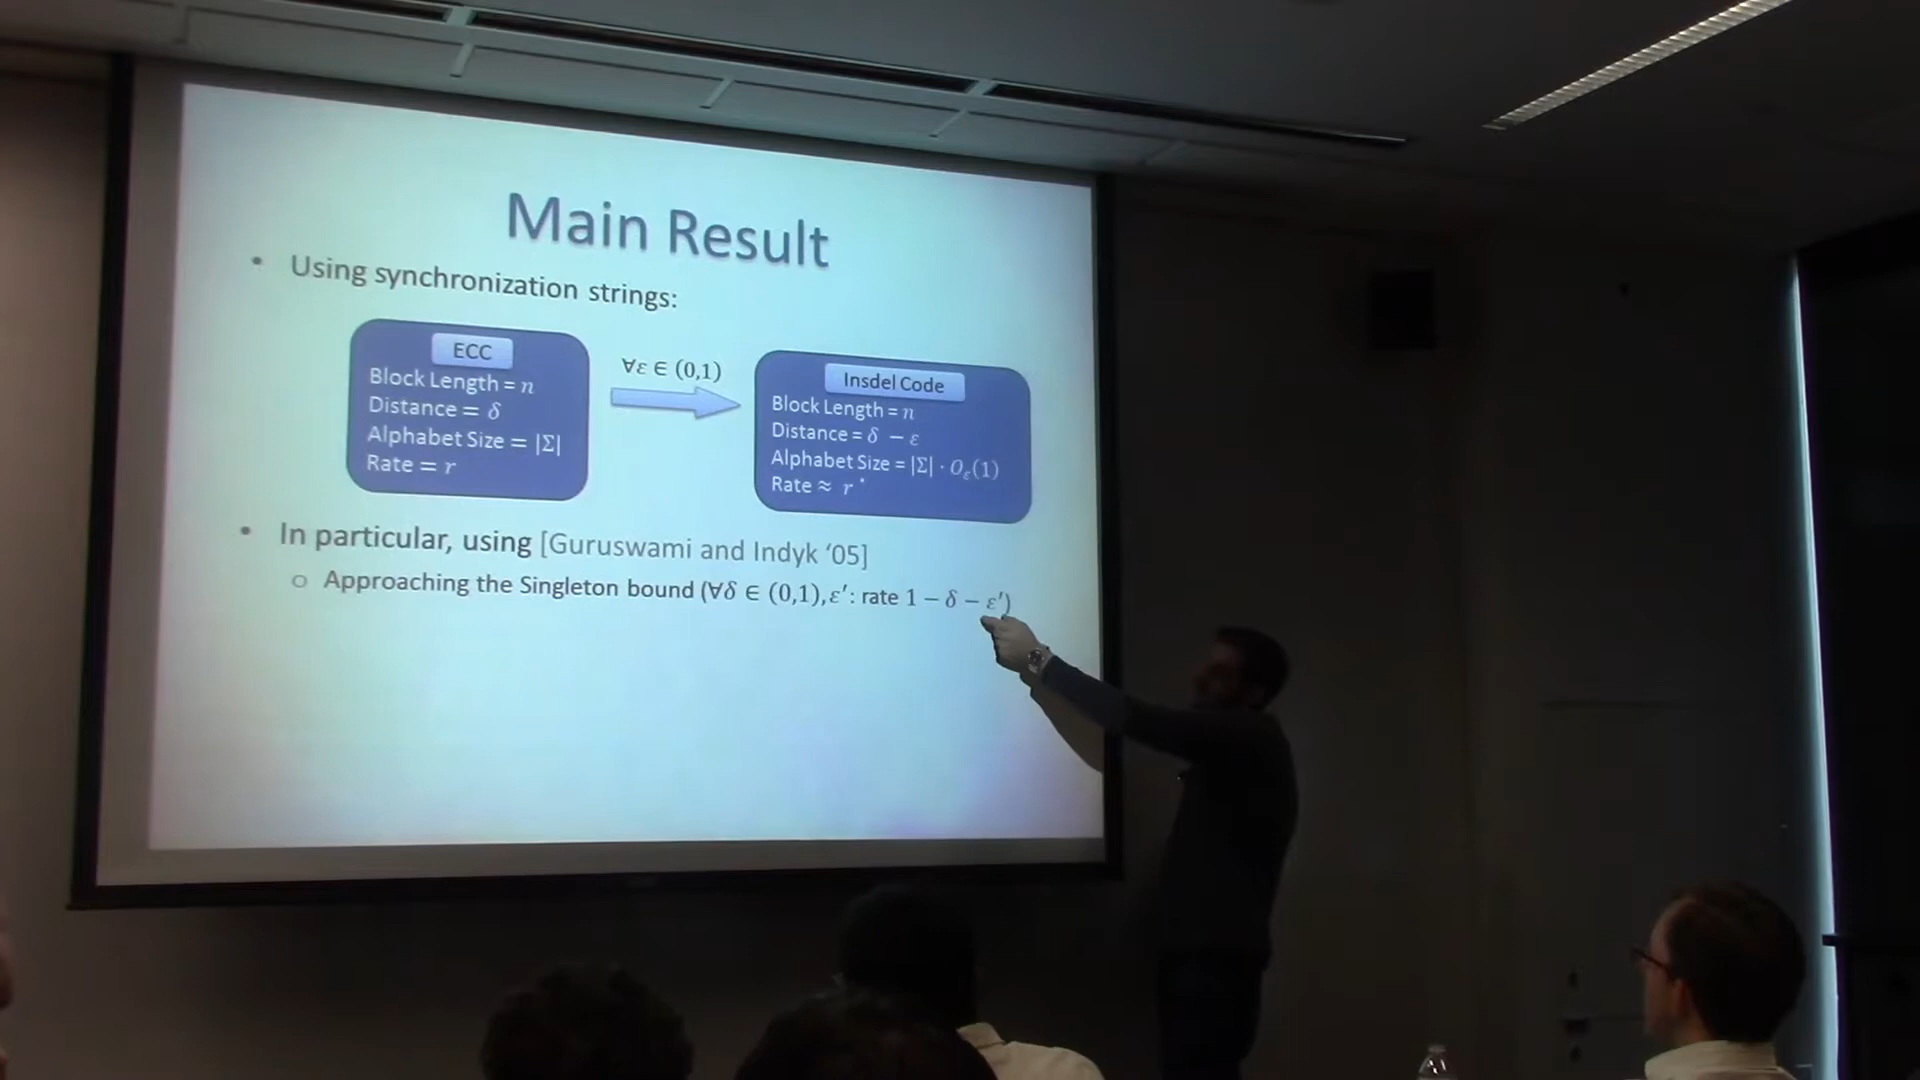 Main Result
• Using synchronization strings:
ECC
Block Length = n
Distance = δ
Alphabet Size = |Σ|
Rate = r
∀ε ∈ (0,1)
Insdel Code
Block Length = n
Distance = δ − ε
Alphabet Size = |Σ| · O_ε(1)
Rate ≈ r
• In particular, using [Guruswami and Indyk ‘05]
○ Approaching the Singleton bound (∀δ ∈ (0,1), ε′: rate 1 − δ − ε′)